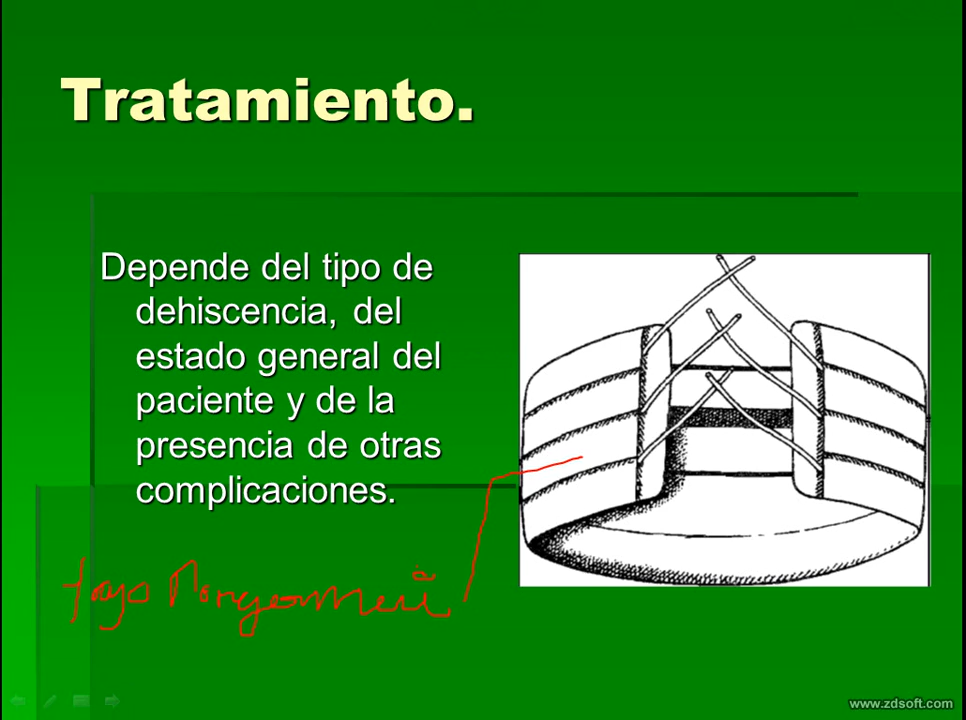 Tratamiento.
Depende del tipo de
dehiscencia, del
estado general del
paciente y de la
presencia de otras
complicaciones.
www.zdsoft.com